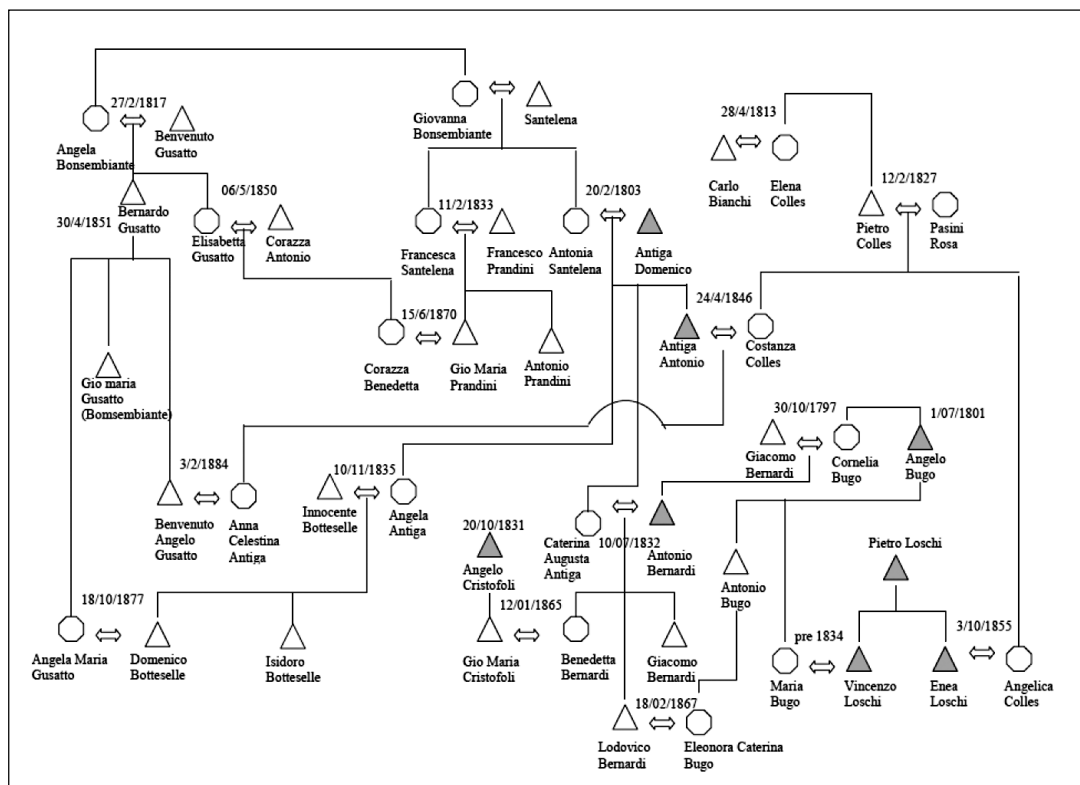 27/2/1817
Angela
Bonsembiante
Benvenuto
Gusatto
Giovanna
Bonsembiante
Santelena
28/4/1813
Carlo
Bianchi
Elena
Colles
12/2/1827
Pietro
Colles
Pasini
Rosa
30/4/1851
Bernardo
Gusatto
06/5/1850
Elisabetta
Gusatto
Corazza
Antonio
11/2/1833
Francesca
Santelena
Francesco
Prandini
20/2/1803
Antonia
Santelena
Antiga
Domenico
15/6/1870
Corazza
Benedetta
Gio Maria
Prandini
Antonio
Prandini
24/4/1846
Antiga
Antonio
Costanza
Colles
Gio maria
Gusatto
(Bomsembiante)
30/10/1797
Giacomo
Bernardi
Cornelia
Bugo
1/07/1801
Angelo
Bugo
3/2/1884
Benvenuto
Angelo
Gusatto
Anna
Celestina
Antiga
10/11/1835
Innocente
Botteselle
Angela
Antiga
20/10/1831
Angelo
Cristofoli
Caterina
Augusta
Antiga
10/07/1832
Antonio
Bernardi
Antonio
Bugo
Pietro Loschi
18/10/1877
Angela Maria
Gusatto
Domenico
Botteselle
Isidoro
Botteselle
12/01/1865
Gio Maria
Cristofoli
Benedetta
Bernardi
Giacomo
Bernardi
pre 1834
Maria
Bugo
Vincenzo
Loschi
3/10/1855
Enea
Loschi
Angelica
Colles
18/02/1867
Lodovico
Bernardi
Eleonora Caterina
Bugo